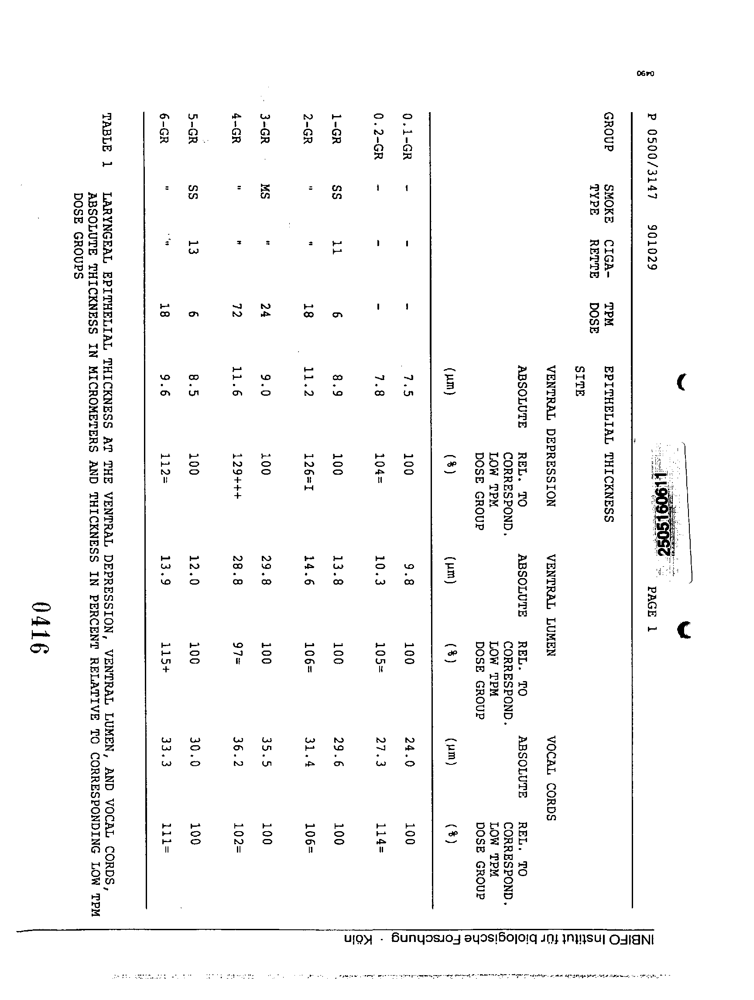 0490
P 0500/3147 901029 2505160611 PAGE 1
GROUP SMOKE CIGA- TPM EPITHELIAL THICKNESS
TYPE RETTE DOSE
SITE
VENTRAL DEPRESSION VENTRAL LUMEN VOCAL CORDS
ABSOLUTE REL. TO ABSOLUTE REL. TO ABSOLUTE REL. TO
CORRESPOND. CORRESPOND. CORRESPOND.
LOW TPM LOW TPM LOW TPM
DOSE GROUP DOSE GROUP DOSE GROUP
(µm) (%) (µm) (%) (µm) (%)
0.1-GR - - - 7.5 100 9.8 100 24.0 100
0.2-GR - - - 7.8 104= 10.3 105= 27.3 114=
1-GR SS 11 6 8.9 100 13.8 100 29.6 100
2-GR " " 18 11.2 126=I 14.6 106= 31.4 106=
3-GR MS " 24 9.0 100 29.8 100 35.5 100
4-GR " " 72 11.6 129+++ 28.8 97= 36.2 102=
5-GR SS 13 6 8.5 100 12.0 100 30.0 100
6-GR " " 18 9.6 112= 13.9 115+ 33.3 111=
TABLE 1 LARYNGEAL EPITHELIAL THICKNESS AT THE VENTRAL DEPRESSION, VENTRAL LUMEN, AND VOCAL CORDS,
ABSOLUTE THICKNESS IN MICROMETERS AND THICKNESS IN PERCENT RELATIVE TO CORRESPONDING LOW TPM
DOSE GROUPS
0416
INBIFO Institut für biologische Forschung · Köln